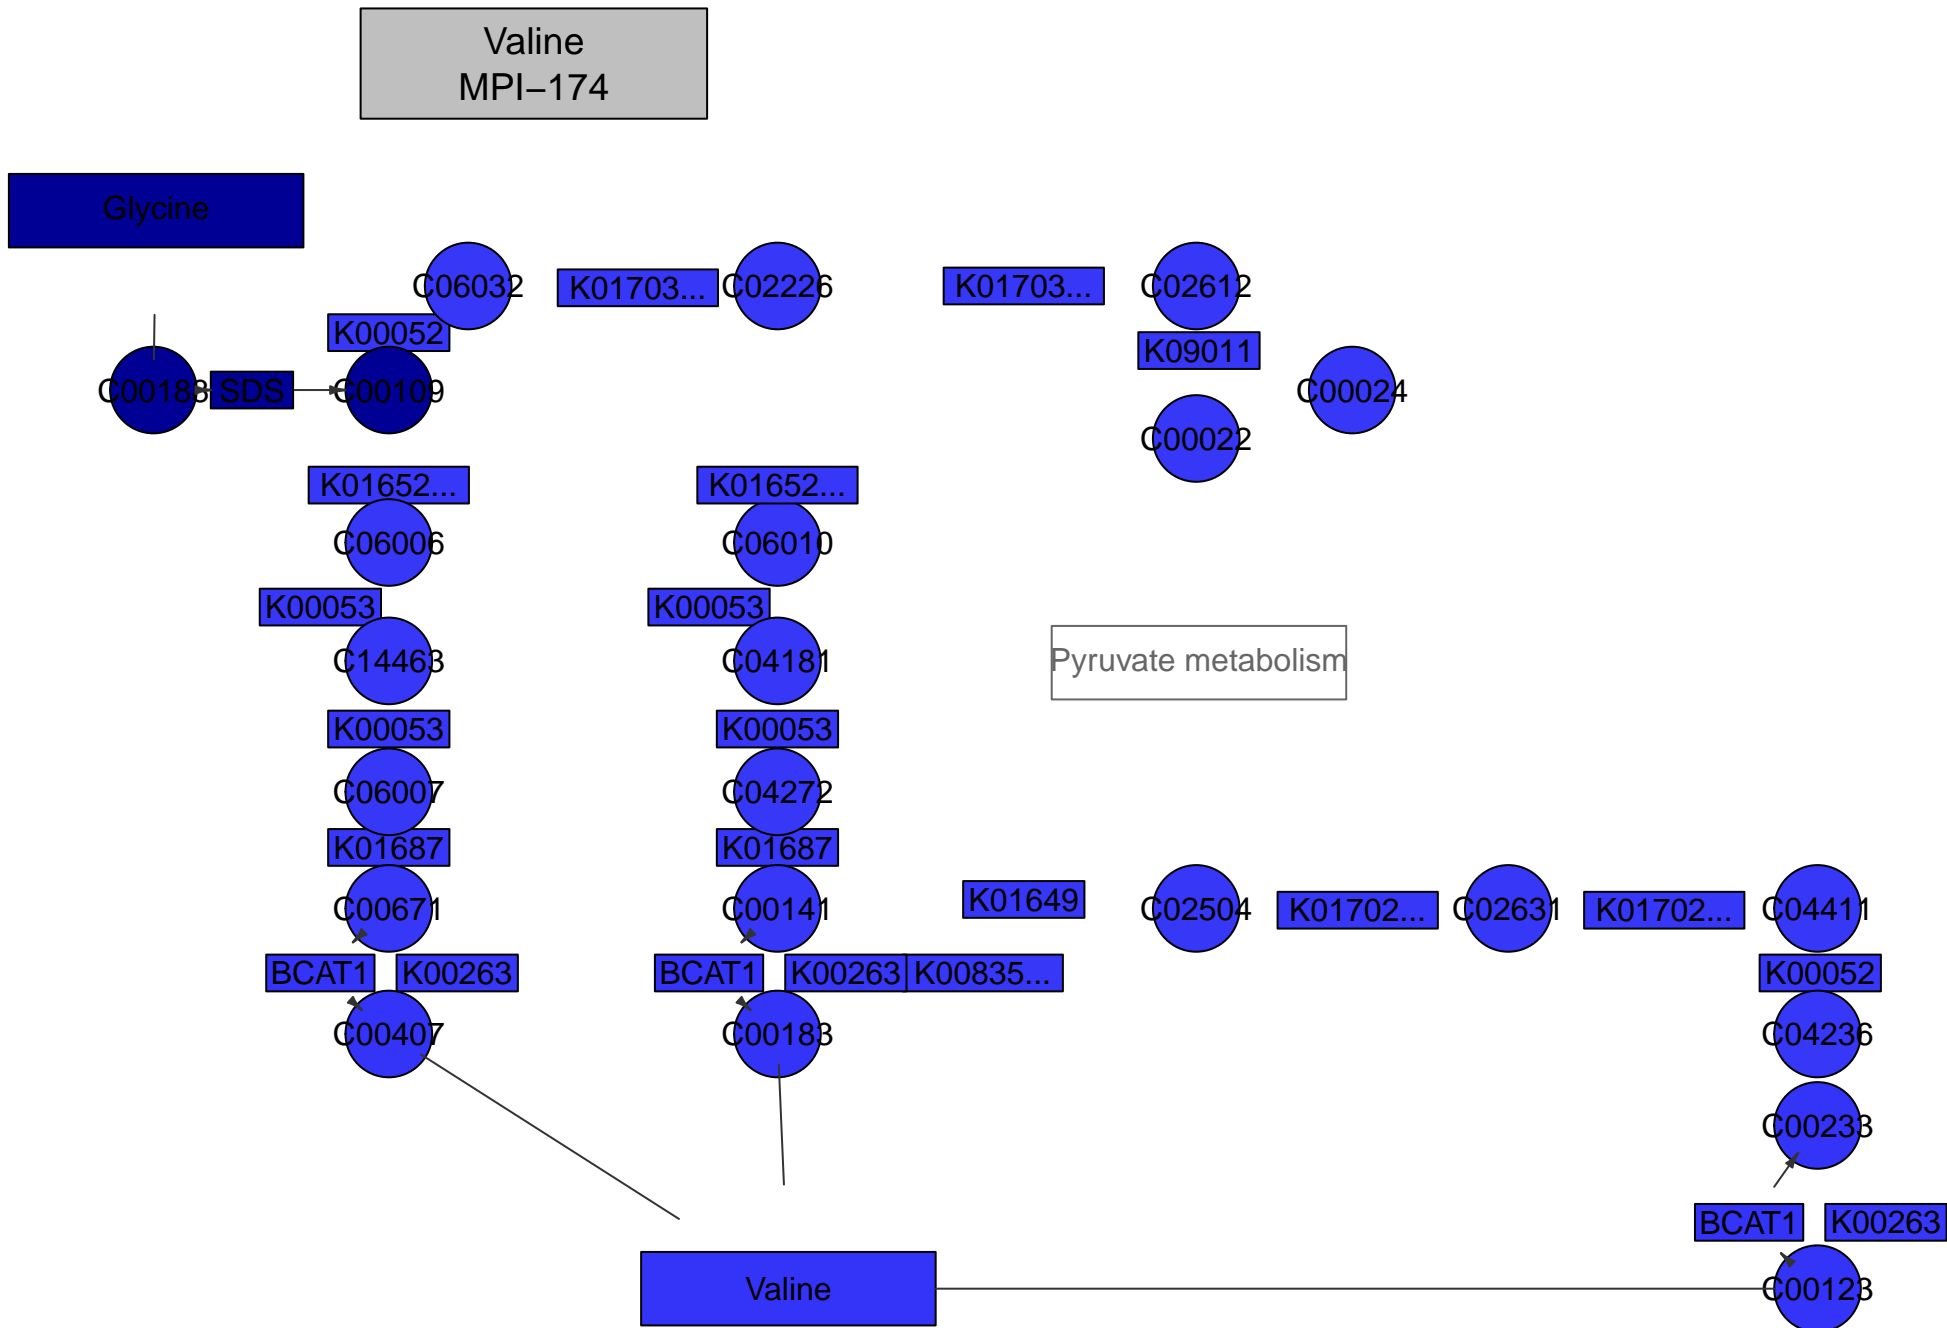 Valine
MPI−174
Glycine
C06032
K01703...
C02226
K01703...
C02612
K00052
K09011
C00188
SDS
C00109
C00024
C00022
K01652...
K01652...
C06006
C06010
K00053
K00053
C14463
C04181
Pyruvate metabolism
K00053
K00053
C06007
C04272
K01687
K01687
C00671
C00141
K01649
C02504
K01702...
C02631
K01702...
C04411
BCAT1
K00263
BCAT1
K00263
K00835...
K00052
C00407
C00183
C04236
C00233
BCAT1
K00263
Valine
C00123